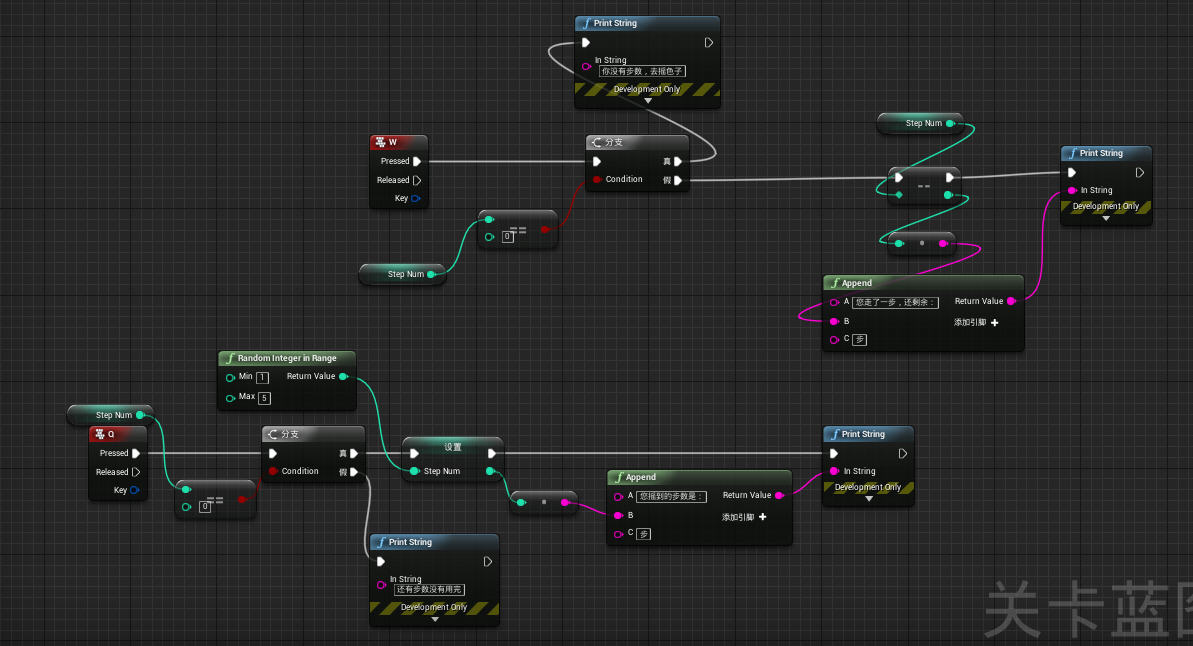 Print String
In String
你没有步数，去摇色子
Development Only
Step Num
W
Pressed
Released
Key
分支
真
Condition
假
--
Print String
In String
Development Only
0
==
Step Num
Append
A 您走了一步，还剩余：
Return Value
B
添加引脚
C 步
Random Integer in Range
Min 1
Return Value
Max 5
Step Num
Q
Pressed
Released
Key
分支
真
Condition
假
设置
Step Num
Print String
In String
Development Only
0
==
Append
A 您摇到的步数是：
Return Value
B
添加引脚
C 步
Print String
In String
还有步数没有用完
Development Only
关卡蓝图